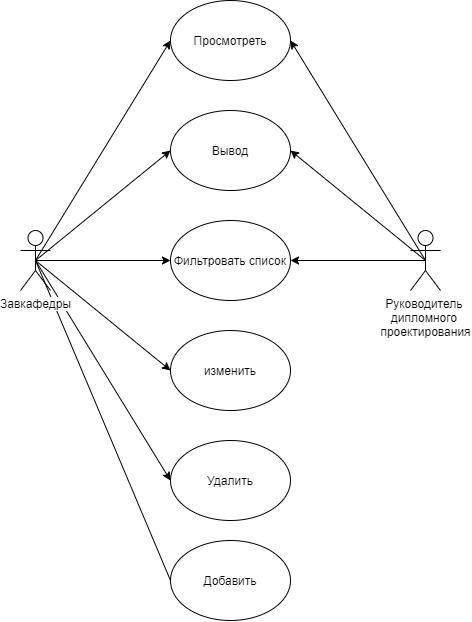 Просмотреть
Вывод
Фильтровать список
Завкафедры
Руководитель
дипломного
проектирования
изменить
Удалить
Добавить